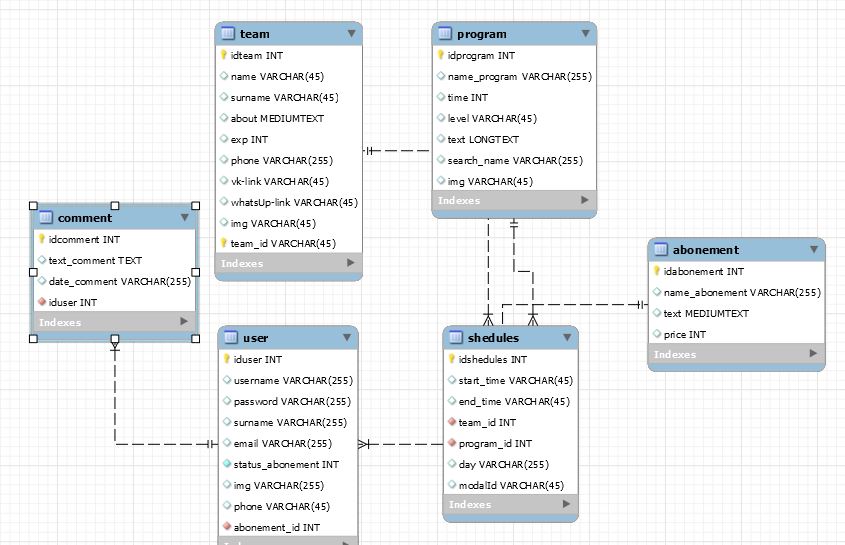 team
idteam INT
name VARCHAR(45)
surname VARCHAR(45)
about MEDIUMTEXT
exp INT
phone VARCHAR(255)
vk-link VARCHAR(45)
whatsUp-link VARCHAR(45)
img VARCHAR(45)
team_id VARCHAR(45)
Indexes
program
idprogram INT
name_program VARCHAR(255)
time INT
level VARCHAR(45)
text LONGTEXT
search_name VARCHAR(255)
img VARCHAR(45)
Indexes
comment
idcomment INT
text_comment TEXT
date_comment VARCHAR(255)
iduser INT
Indexes
abonement
idabonement INT
name_abonement VARCHAR(255)
text MEDIUMTEXT
price INT
Indexes
user
iduser INT
username VARCHAR(255)
password VARCHAR(255)
surname VARCHAR(255)
email VARCHAR(255)
status_abonement INT
img VARCHAR(255)
phone VARCHAR(45)
abonement_id INT
Indexes
shedules
idshedules INT
start_time VARCHAR(45)
end_time VARCHAR(45)
team_id INT
program_id INT
day VARCHAR(255)
modalId VARCHAR(45)
Indexes